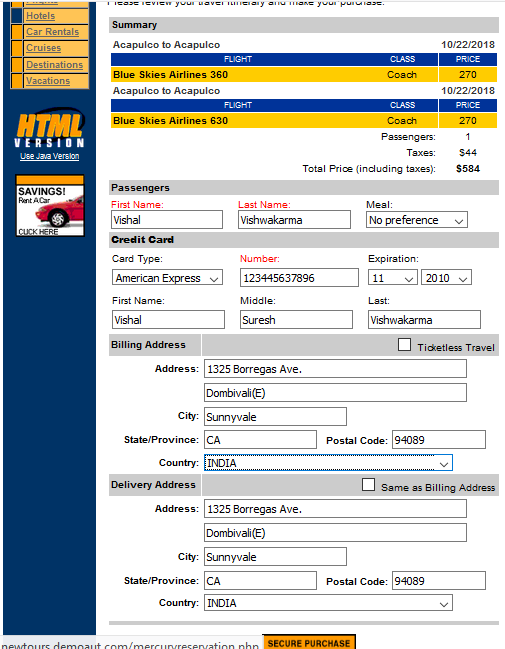 Please review your travel itinerary and make your purchase.
Flights
Hotels
Car Rentals
Cruises
Destinations
Vacations
HTML
VERSION
Use Java Version
SAVINGS!
Rent A Car
CLICK HERE
Summary
Acapulco to Acapulco 10/22/2018
FLIGHT CLASS PRICE
Blue Skies Airlines 360 Coach 270
Acapulco to Acapulco 10/22/2018
FLIGHT CLASS PRICE
Blue Skies Airlines 630 Coach 270
Passengers: 1
Taxes: $44
Total Price (including taxes): $584
Passengers
First Name: Last Name: Meal:
Vishal Vishwakarma No preference
Credit Card
Card Type: Number: Expiration:
American Express 123445637896 11 2010
First Name: Middle: Last:
Vishal Suresh Vishwakarma
Billing Address Ticketless Travel
Address: 1325 Borregas Ave.
Dombivali(E)
City: Sunnyvale
State/Province: CA Postal Code: 94089
Country: INDIA
Delivery Address Same as Billing Address
Address: 1325 Borregas Ave.
Dombivali(E)
City: Sunnyvale
State/Province: CA Postal Code: 94089
Country: INDIA
newtours.demoaut.com/mercuryreservation.php SECURE PURCHASE